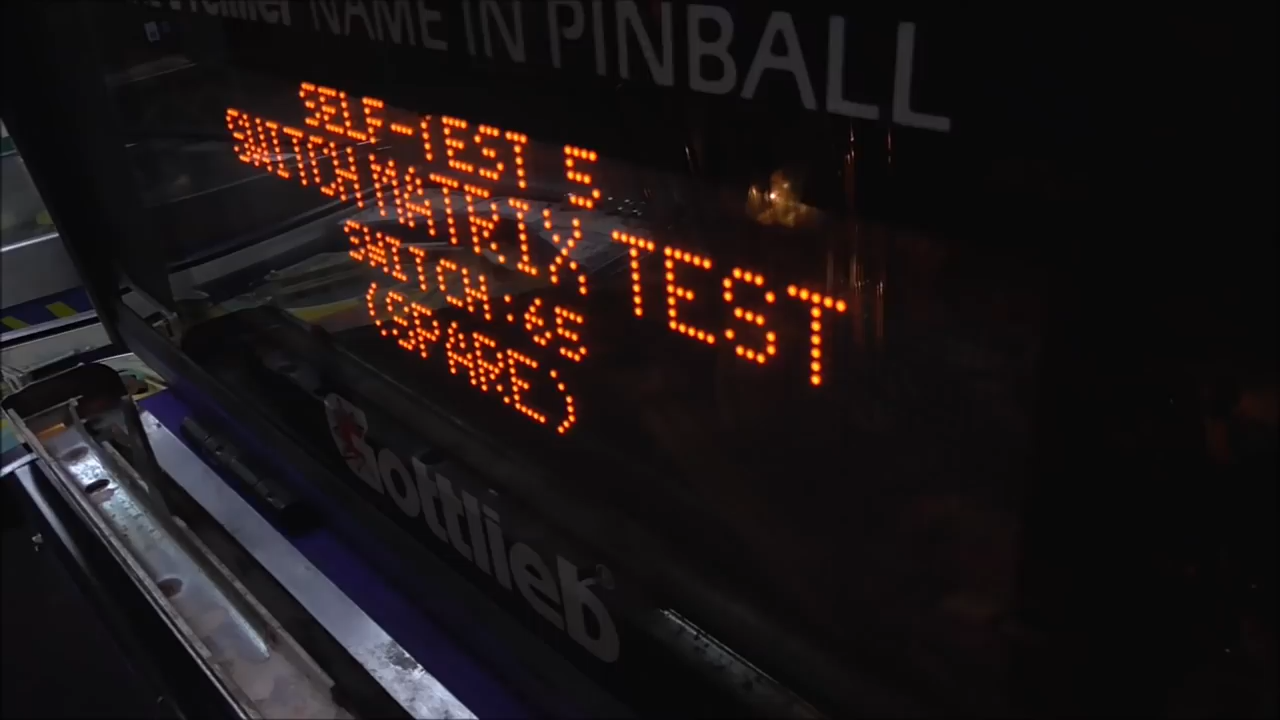 NAME IN PINBALL
SELF-TEST 5
SWITCH MATRIX TEST
SWITCH:65
(SPARE)
Gottlieb